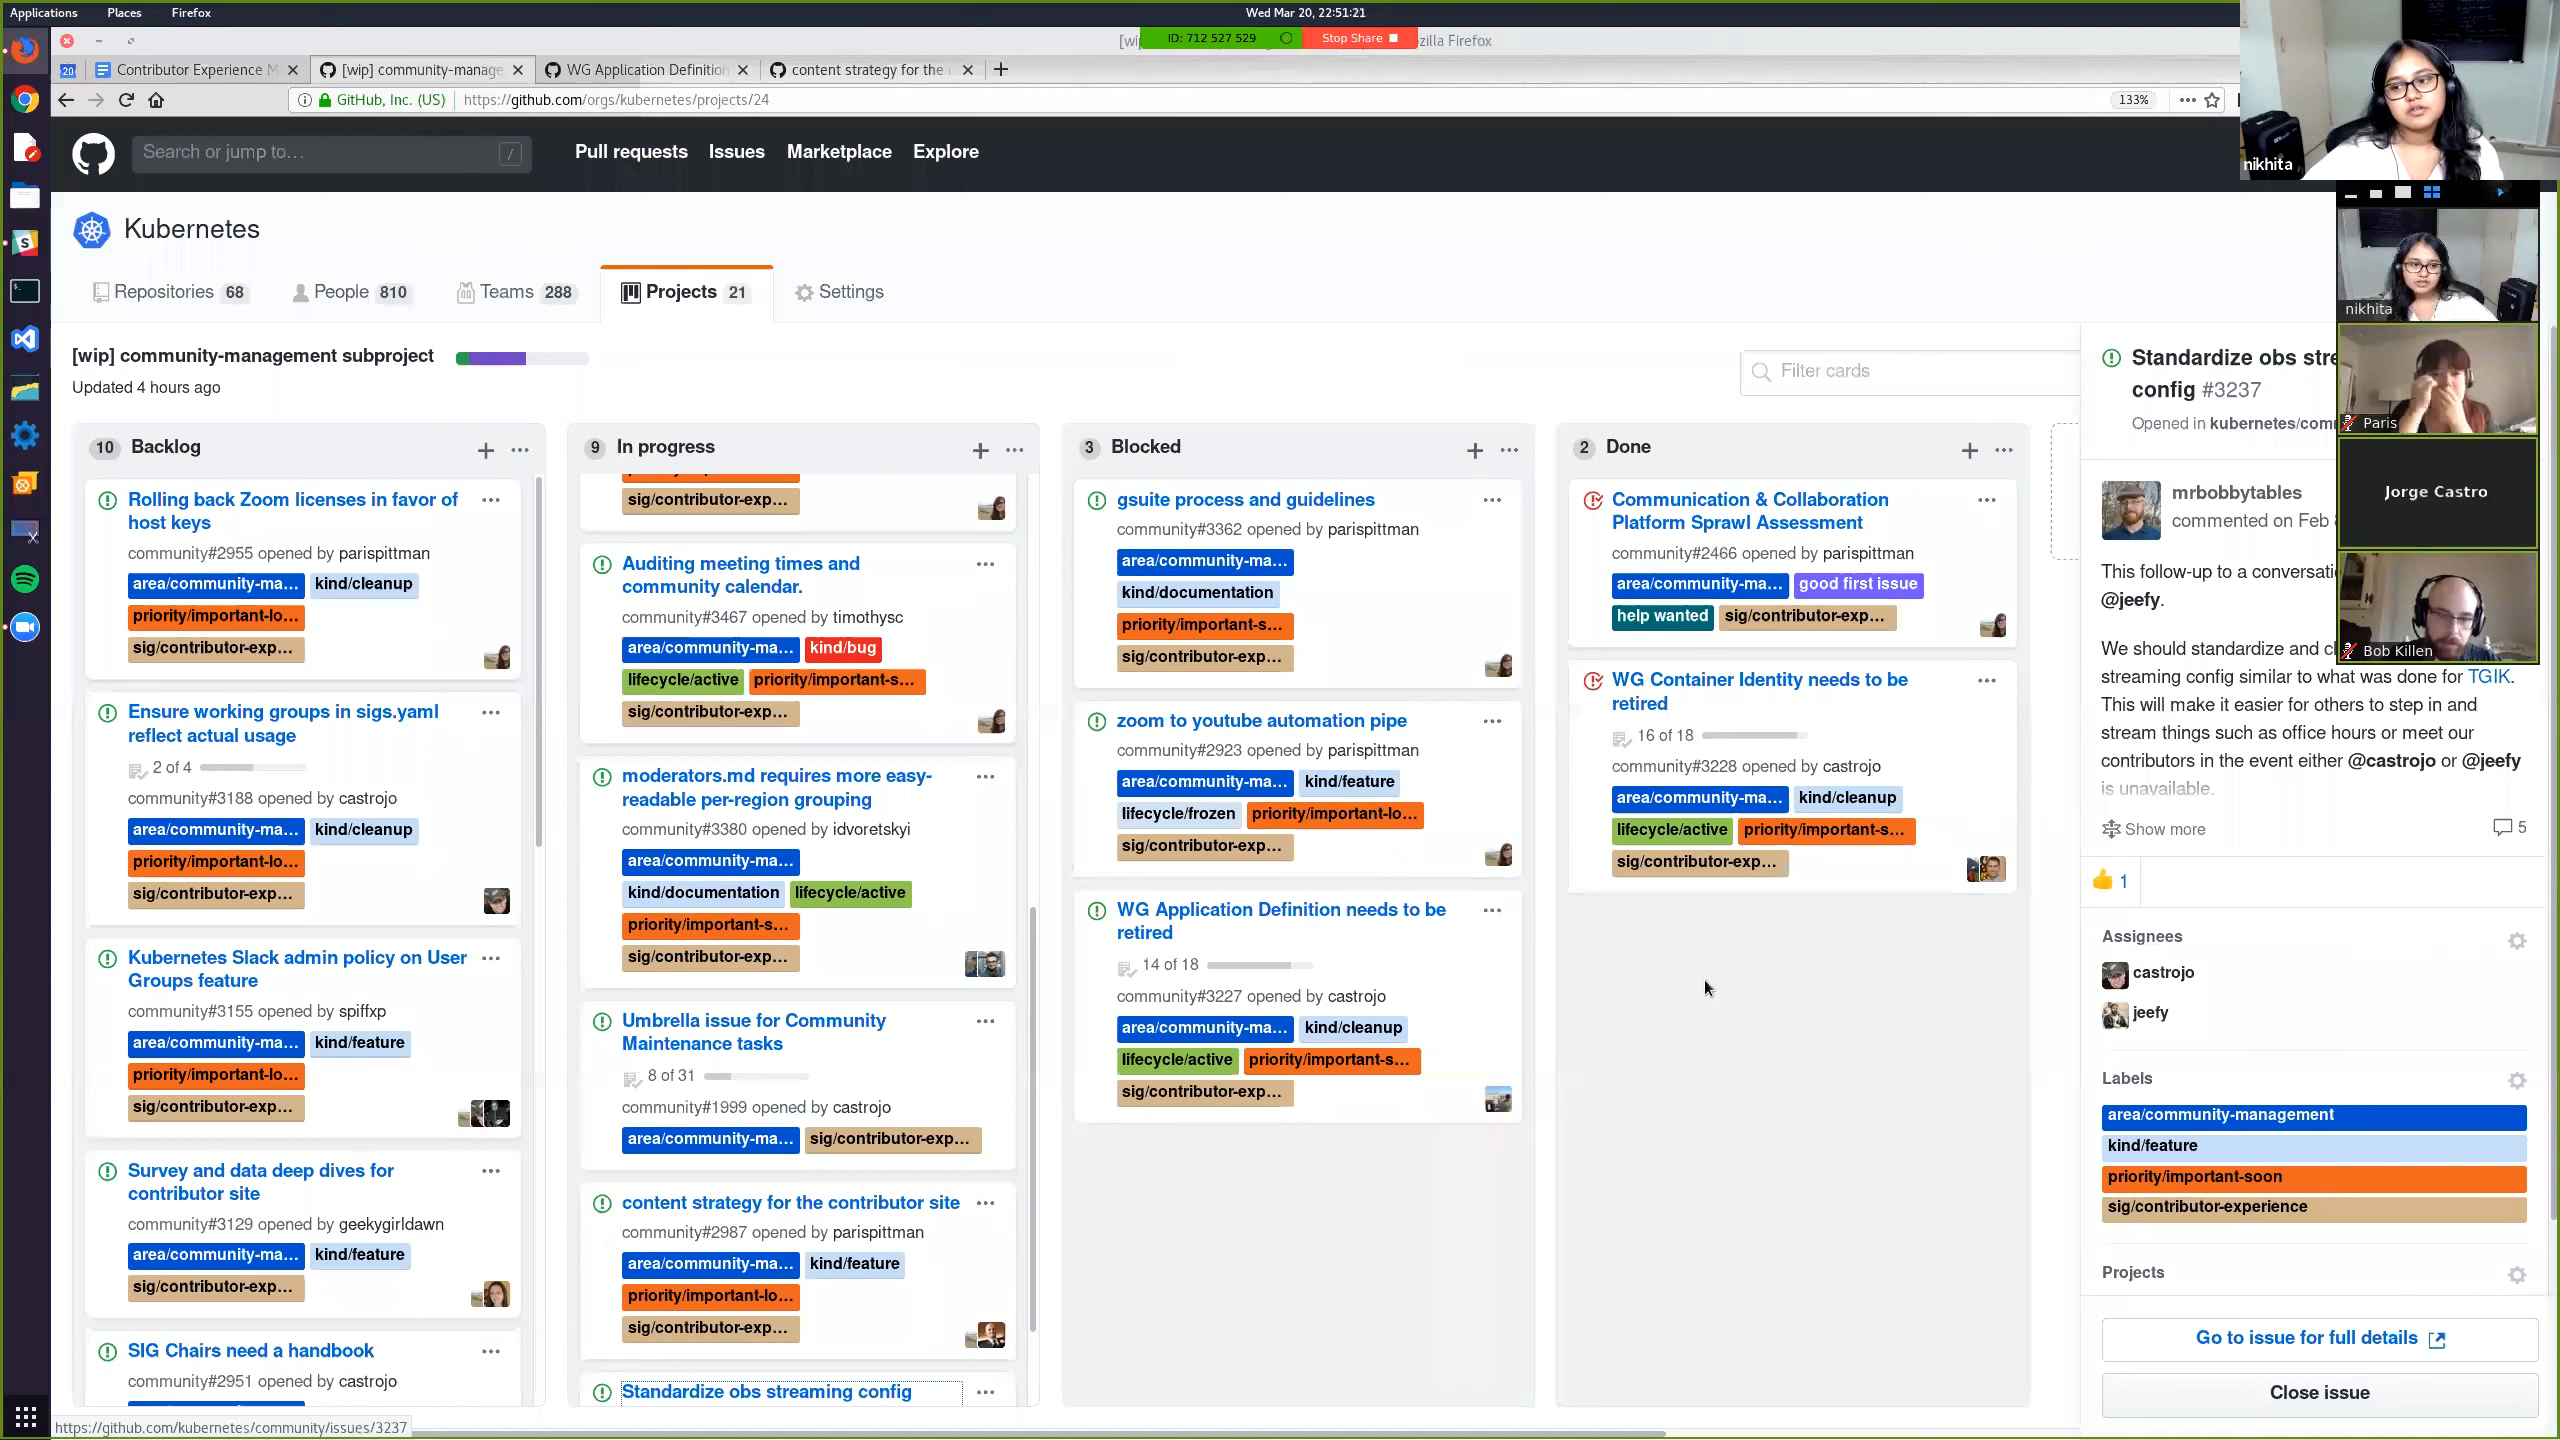 Applications Places Firefox
Wed Mar 20, 22:51:21
ID: 712 527 529 Stop Share
[wi
zilla Firefox
Contributor Experience M
[wip] community-manage
WG Application Definition
content strategy for the
GitHub, Inc. (US) https://github.com/orgs/kubernetes/projects/24
133%
Search or jump to… /
Pull requests Issues Marketplace Explore
nikhita
Kubernetes
Repositories 68 People 810 Teams 288 Projects 21 Settings
[wip] community-management subproject
Updated 4 hours ago
Filter cards
10 Backlog
Rolling back Zoom licenses in favor of
host keys
community#2955 opened by parispittman
area/community-ma… kind/cleanup
priority/important-lo…
sig/contributor-exp…
Ensure working groups in sigs.yaml
reflect actual usage
2 of 4
community#3188 opened by castrojo
area/community-ma… kind/cleanup
priority/important-lo…
sig/contributor-exp…
Kubernetes Slack admin policy on User
Groups feature
community#3155 opened by spiffxp
area/community-ma… kind/feature
priority/important-lo…
sig/contributor-exp…
Survey and data deep dives for
contributor site
community#3129 opened by geekygirldawn
area/community-ma… kind/feature
sig/contributor-exp…
SIG Chairs need a handbook
community#2951 opened by castrojo
9 In progress
sig/contributor-exp…
Auditing meeting times and
community calendar.
community#3467 opened by timothysc
area/community-ma… kind/bug
lifecycle/active priority/important-s…
sig/contributor-exp…
moderators.md requires more easy-
readable per-region grouping
community#3380 opened by idvoretskyi
area/community-ma…
kind/documentation lifecycle/active
priority/important-s…
sig/contributor-exp…
Umbrella issue for Community
Maintenance tasks
8 of 31
community#1999 opened by castrojo
area/community-ma… sig/contributor-exp…
content strategy for the contributor site
community#2987 opened by parispittman
area/community-ma… kind/feature
priority/important-lo…
sig/contributor-exp…
Standardize obs streaming config
3 Blocked
gsuite process and guidelines
community#3362 opened by parispittman
area/community-ma…
kind/documentation
priority/important-s…
sig/contributor-exp…
zoom to youtube automation pipe
community#2923 opened by parispittman
area/community-ma… kind/feature
lifecycle/frozen priority/important-lo…
sig/contributor-exp…
WG Application Definition needs to be
retired
14 of 18
community#3227 opened by castrojo
area/community-ma… kind/cleanup
lifecycle/active priority/important-s…
sig/contributor-exp…
2 Done
Communication & Collaboration
Platform Sprawl Assessment
community#2466 opened by parispittman
area/community-ma… good first issue
help wanted sig/contributor-exp…
WG Container Identity needs to be
retired
16 of 18
community#3228 opened by castrojo
area/community-ma… kind/cleanup
lifecycle/active priority/important-s…
sig/contributor-exp…
Standardize obs stre
config #3237
Opened in kubernetes/com
mrbobbytables
commented on Feb
This follow-up to a conversati
@jeefy.
We should standardize and cl
streaming config similar to what was done for TGIK.
This will make it easier for others to step in and
stream things such as office hours or meet our
contributors in the event either @castrojo or @jeefy
is unavailable.
Show more 5
1
Assignees
castrojo
jeefy
Labels
area/community-management
kind/feature
priority/important-soon
sig/contributor-experience
Projects
Go to issue for full details
Close issue
nikhita
Paris
Jorge Castro
Bob Killen
https://github.com/kubernetes/community/issues/3237